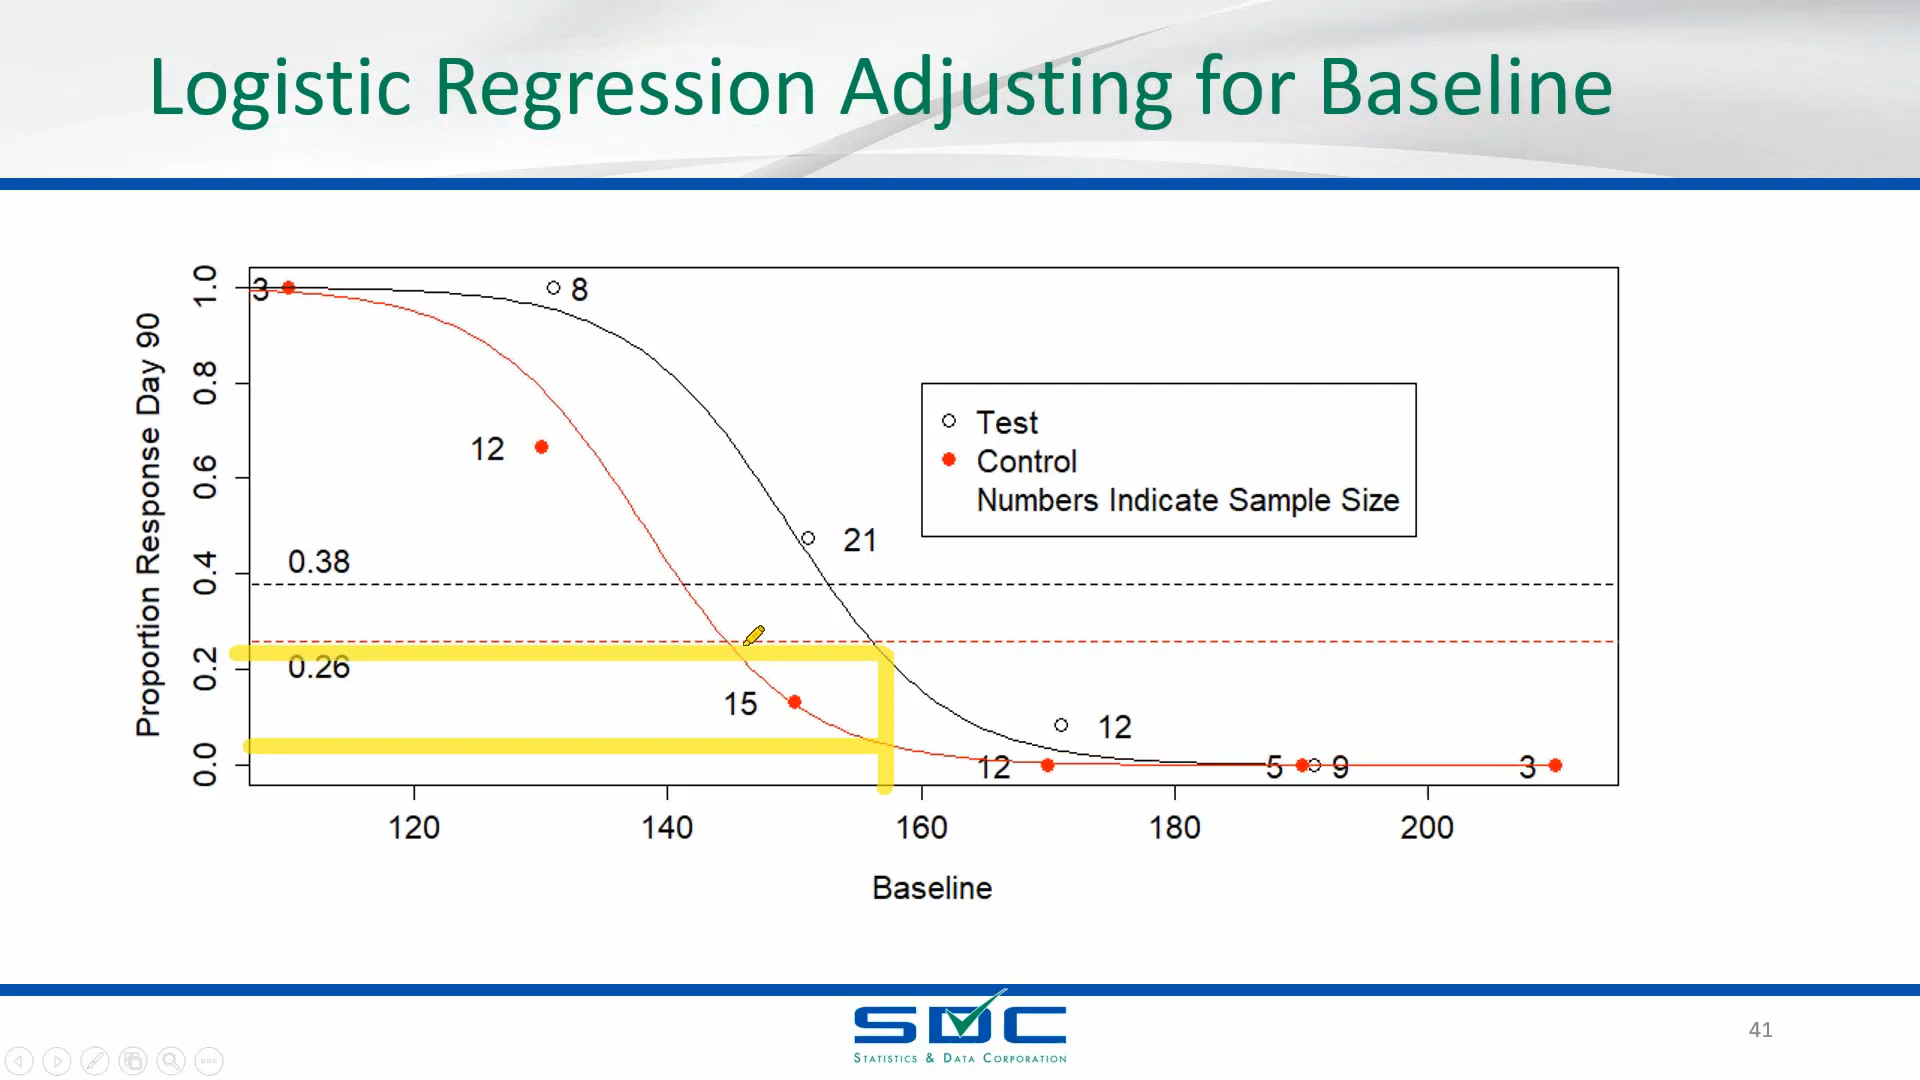 Logistic Regression Adjusting for Baseline
Proportion Response Day 90
1.0
0.8
0.6
0.4
0.2
0.0
3
8
12
21
15
12
12
5
9
3
0.38
0.26
Test
Control
Numbers Indicate Sample Size
120 140 160 180 200
Baseline
SDC
STATISTICS & DATA CORPORATION
41